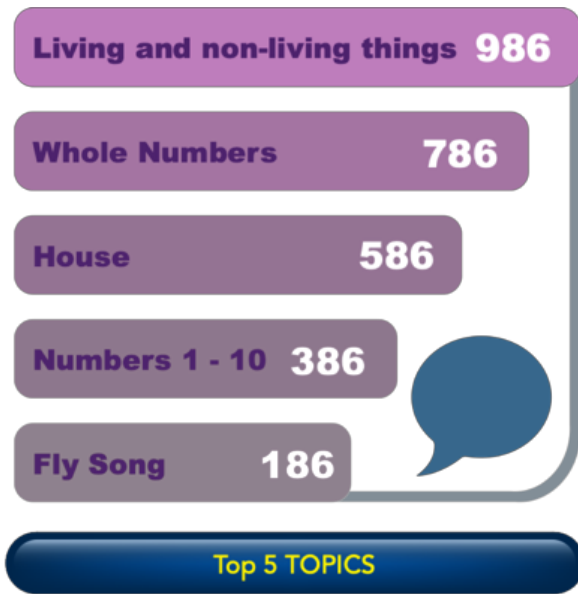 Living and non-living things 986
Whole Numbers 786
House 586
Numbers 1 - 10 386
Fly Song 186
Top 5 TOPICS